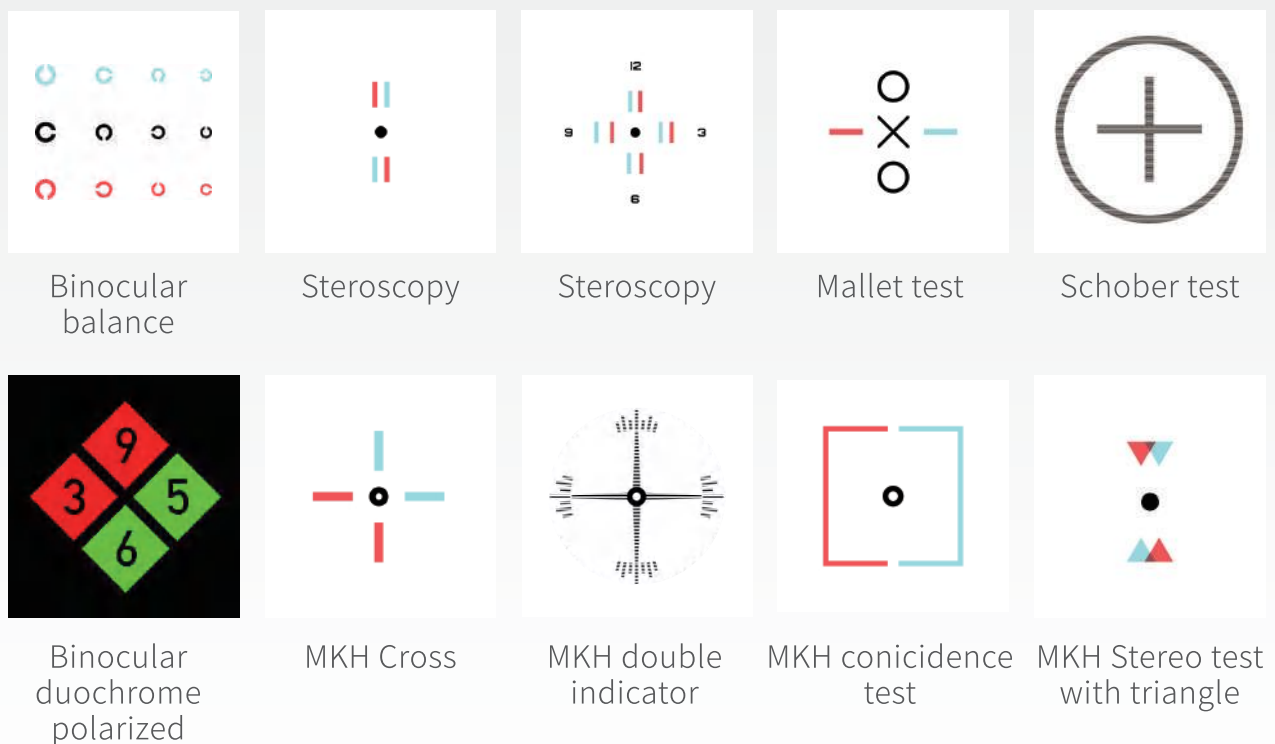 12
9 3
6
Binocular
balance
Steroscopy
Steroscopy
Mallet test
Schober test
9
3 5
6
Binocular
duochrome
polarized
MKH Cross
MKH double
indicator
MKH conicidence
test
MKH Stereo test
with triangle